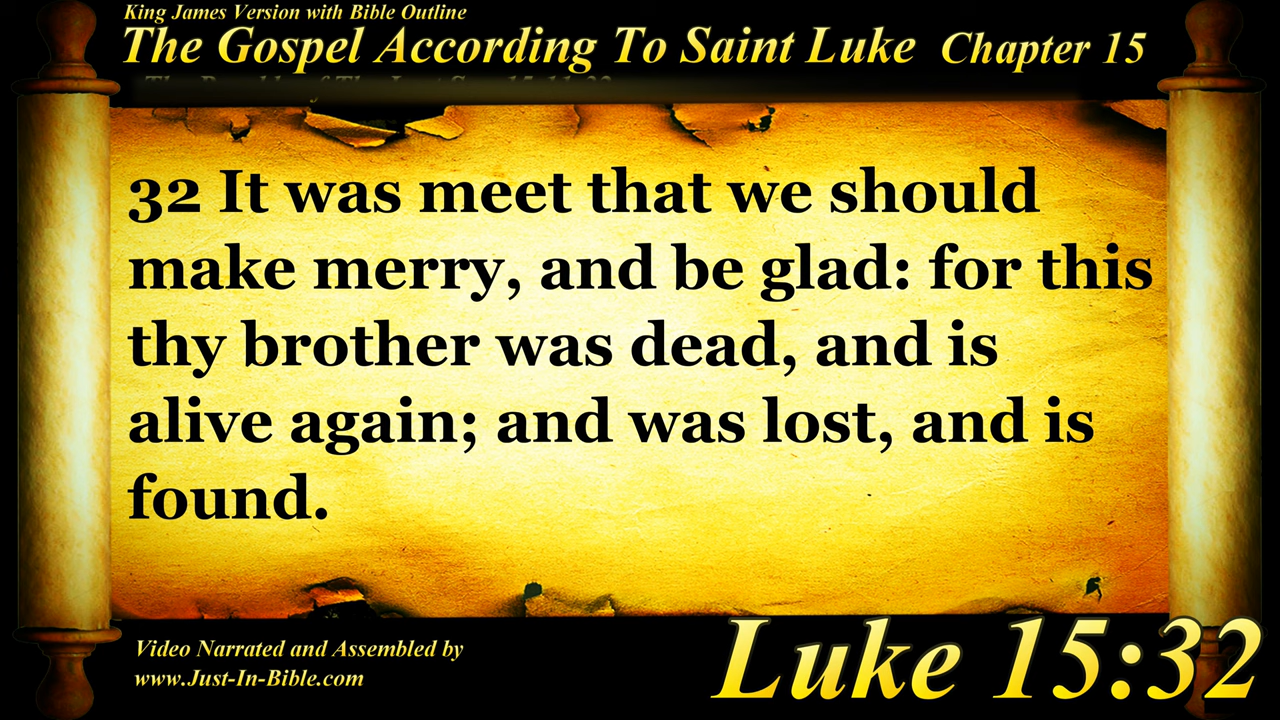 King James Version with Bible Outline
The Gospel According To Saint Luke Chapter 15
32 It was meet that we should
make merry, and be glad: for this
thy brother was dead, and is
alive again; and was lost, and is
found.
Video Narrated and Assembled by
www.Just-In-Bible.com
Luke 15:32